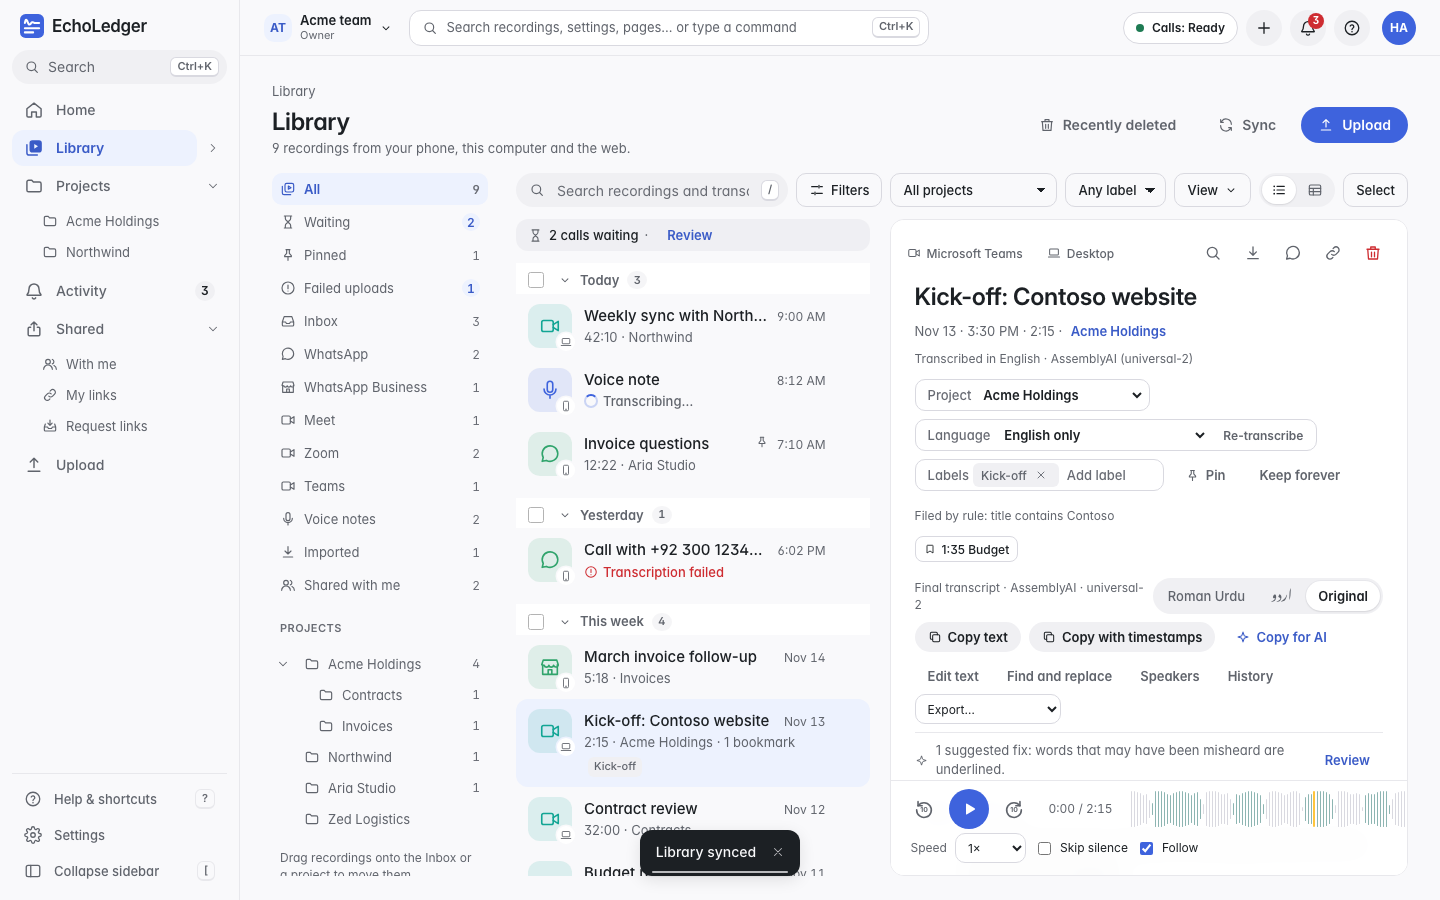 EchoLedger
Search Ctrl+K
Home
Library
Projects
Acme Holdings
Northwind
Activity 3
Shared
With me
My links
Request links
Upload
Help & shortcuts ?
Settings
Collapse sidebar [
AT Acme team
Owner
Search recordings, settings, pages... or type a command Ctrl+K
Calls: Ready
3
HA
Library
Library
9 recordings from your phone, this computer and the web.
Recently deleted
Sync
Upload
All 9
Waiting 2
Pinned 1
Failed uploads 1
Inbox 3
WhatsApp 2
WhatsApp Business 1
Meet 1
Zoom 2
Teams 1
Voice notes 2
Imported 1
Shared with me 2
PROJECTS
Acme Holdings 4
Contracts 1
Invoices 1
Northwind 1
Aria Studio 1
Zed Logistics
Drag recordings onto the Inbox or
a project to move them
Search recordings and transc /
Filters
All projects
Any label
View
Select
2 calls waiting · Review
Today 3
Weekly sync with North... 9:00 AM
42:10 · Northwind
Voice note 8:12 AM
Transcribing...
Invoice questions 7:10 AM
12:22 · Aria Studio
Yesterday 1
Call with +92 300 1234... 6:02 PM
Transcription failed
This week 4
March invoice follow-up Nov 14
5:18 · Invoices
Kick-off: Contoso website Nov 13
2:15 · Acme Holdings · 1 bookmark
Kick-off
Contract review Nov 12
32:00 · Contracts
Budget
Nov 11
Library synced
Microsoft Teams Desktop
Kick-off: Contoso website
Nov 13 · 3:30 PM · 2:15 · Acme Holdings
Transcribed in English · AssemblyAI (universal-2)
Project Acme Holdings
Language English only Re-transcribe
Labels Kick-off × Add label Pin Keep forever
Filed by rule: title contains Contoso
1:35 Budget
Final transcript · AssemblyAI · universal-
2
Roman Urdu اردو Original
Copy text Copy with timestamps Copy for AI
Edit text Find and replace Speakers History
Export...
1 suggested fix: words that may have been misheard are
underlined.
Review
10 10 0:00 / 2:15
Speed 1× Skip silence Follow